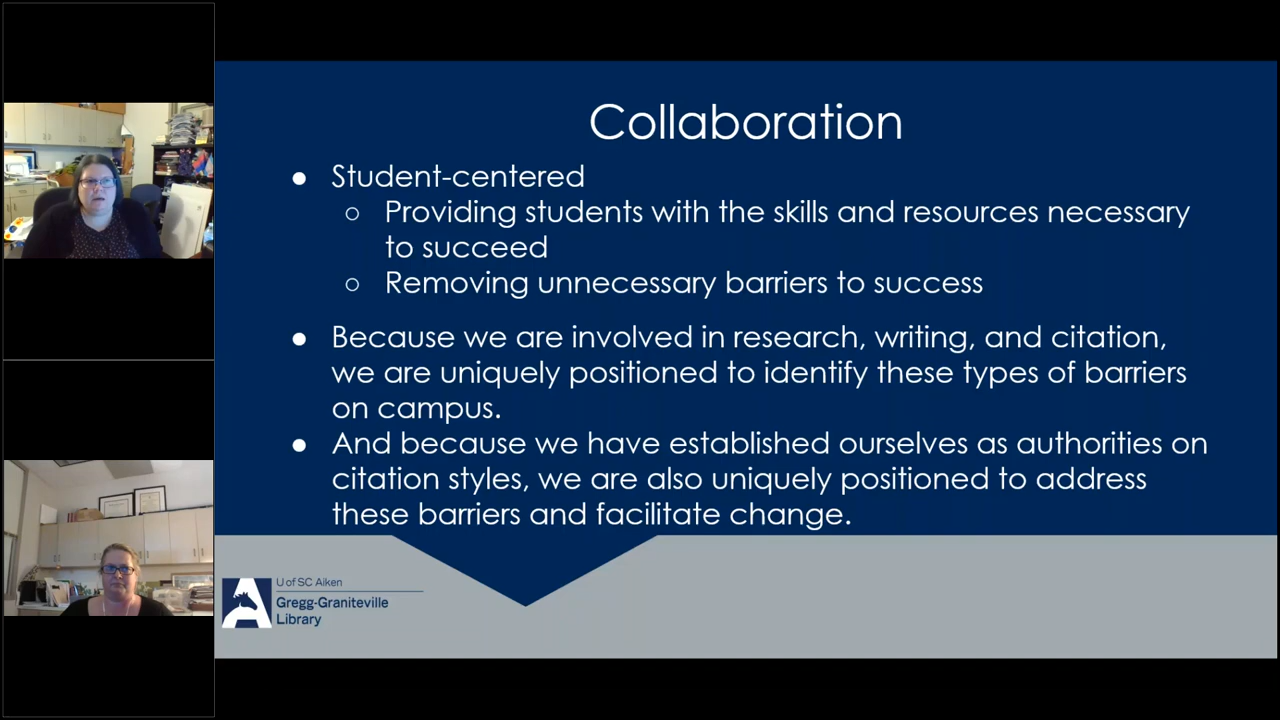 Collaboration
● Student-centered
○ Providing students with the skills and resources necessary
to succeed
○ Removing unnecessary barriers to success
● Because we are involved in research, writing, and citation,
we are uniquely positioned to identify these types of barriers
on campus.
● And because we have established ourselves as authorities on
citation styles, we are also uniquely positioned to address
these barriers and facilitate change.
U of SC Aiken
Gregg-Graniteville
Library